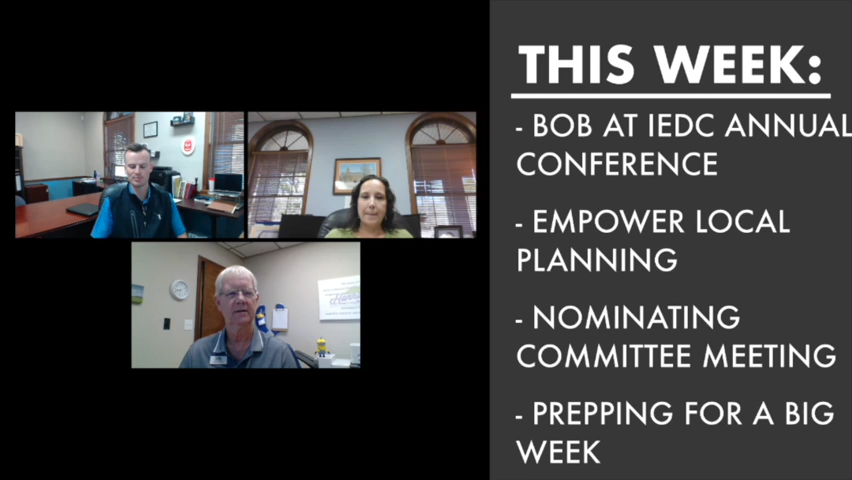 THIS WEEK:
- BOB AT IEDC ANNUAL
CONFERENCE
- EMPOWER LOCAL
PLANNING
- NOMINATING
COMMITTEE MEETING
- PREPPING FOR A BIG
WEEK